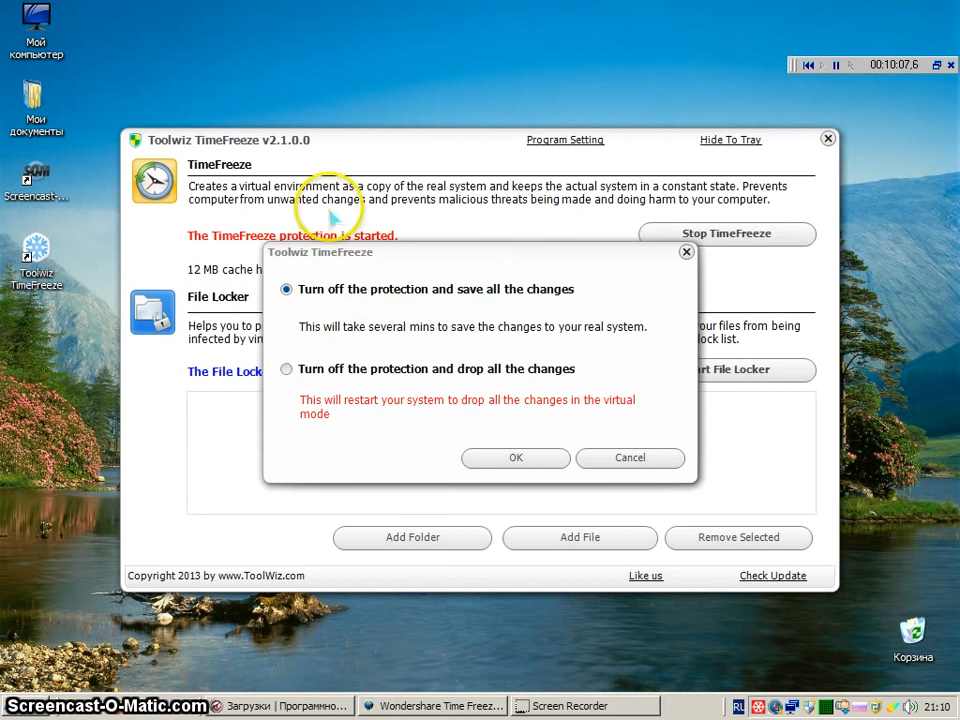 Мой
компьютер
00:10:07,6
Мои
документы
Toolwiz TimeFreeze v2.1.0.0
Program Setting
Hide To Tray
TimeFreeze
Creates a virtual environment as a copy of the real system and keeps the actual system in a constant state. Prevents
computer from unwanted changes and prevents malicious threats being made and doing harm to your computer.
Screencast-...
The TimeFreeze protection is started.
Stop TimeFreeze
Toolwiz TimeFreeze
12 MB cache h
Toolwiz
TimeFreeze
Turn off the protection and save all the changes
File Locker
This will take several mins to save the changes to your real system.
Helps you to p
our files from being
infected by viru
lock list.
Turn off the protection and drop all the changes
The File Lock
rt File Locker
This will restart your system to drop all the changes in the virtual
mode
OK
Cancel
Add Folder
Add File
Remove Selected
Copyright 2013 by www.ToolWiz.com
Like us
Check Update
Корзина
Screencast-O-Matic.com
Загрузки | Программно...
Wondershare Time Freez...
Screen Recorder
RL
21:10